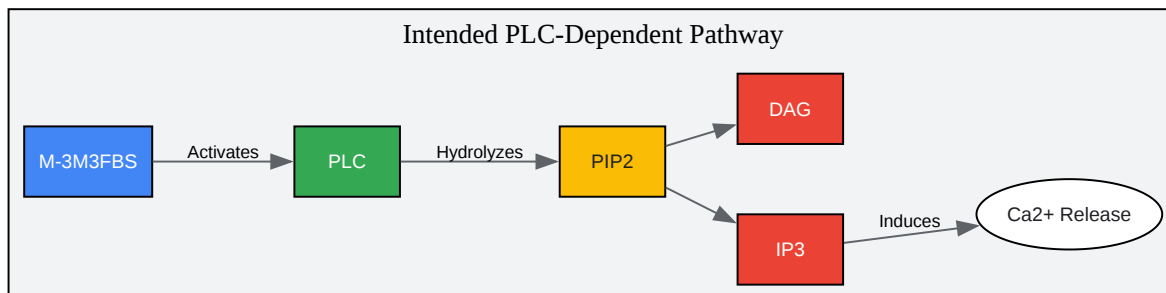 Intended PLC-Dependent Pathway
M-3M3FBS
Activates
PLC
Hydrolyzes
PIP2
DAG
IP3
Induces
Ca2+ Release